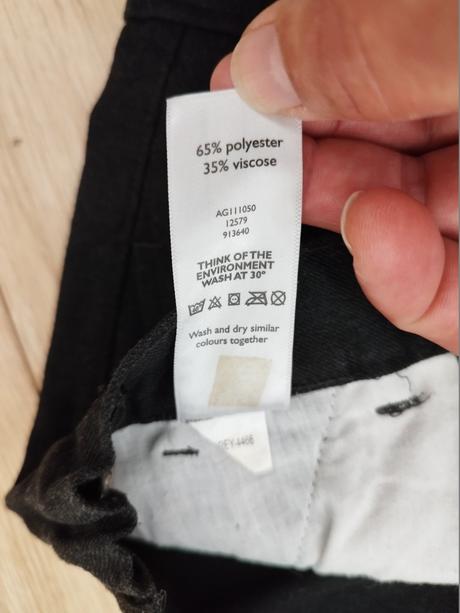 65% polyester
35% viscose
AG111050
12579
913640
THINK OF THE
ENVIRONMENT
WASH AT 30°
Wash and dry similar
colours together